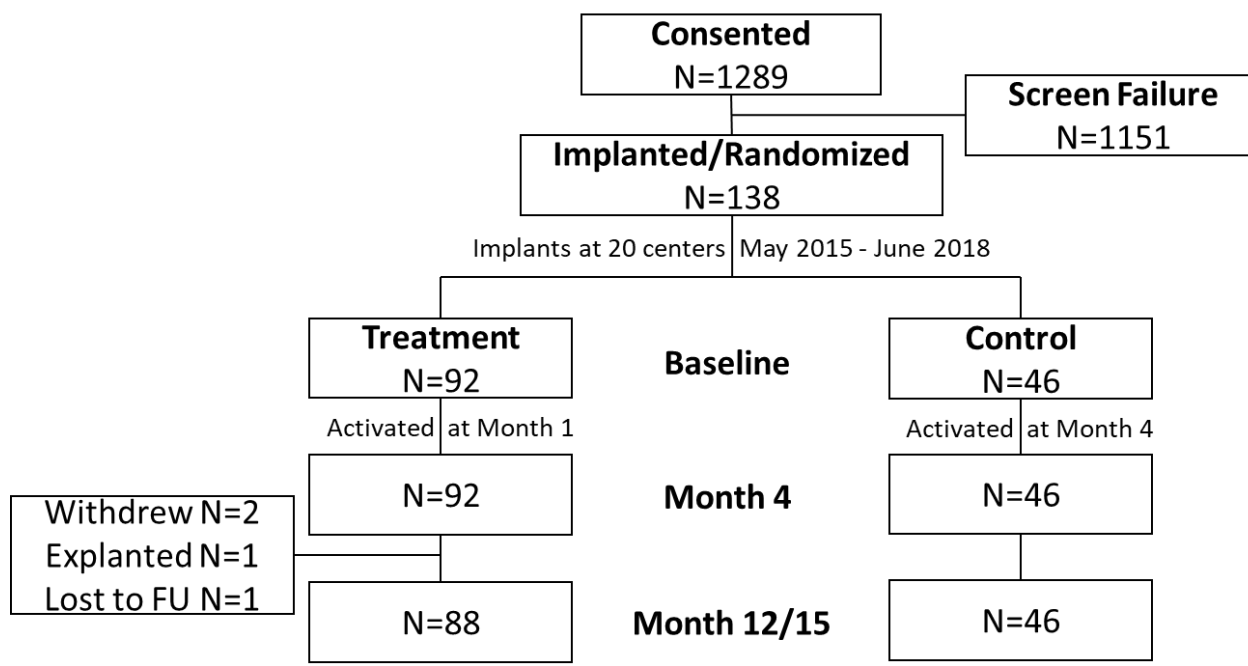 Consented
N=1289
Screen Failure
N=1151
Implanted/Randomized
N=138
Implants at 20 centers May 2015 - June 2018
Treatment
N=92
Baseline
Control
N=46
Activated at Month 1
Activated at Month 4
N=92
Month 4
N=46
Withdrew N=2
Explanted N=1
Lost to FU N=1
N=88
Month 12/15
N=46